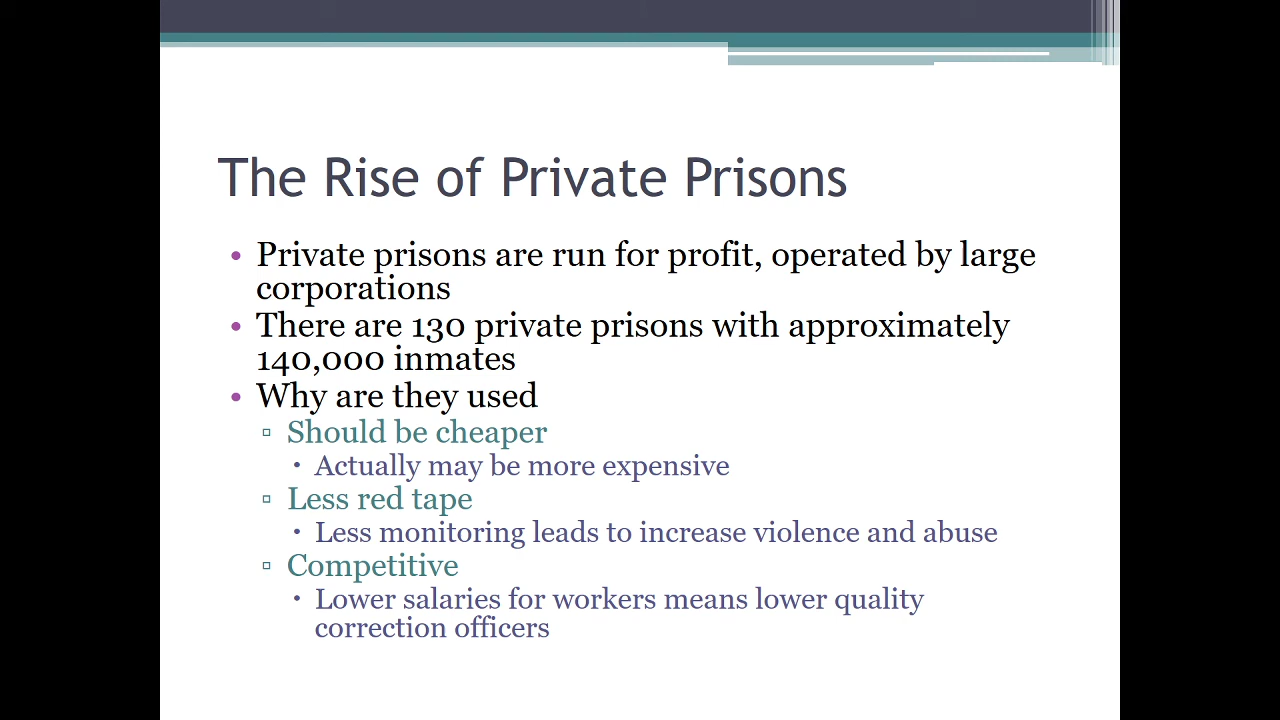 The Rise of Private Prisons
• Private prisons are run for profit, operated by large
corporations
• There are 130 private prisons with approximately
140,000 inmates
• Why are they used
▫ Should be cheaper
• Actually may be more expensive
▫ Less red tape
• Less monitoring leads to increase violence and abuse
▫ Competitive
• Lower salaries for workers means lower quality
correction officers